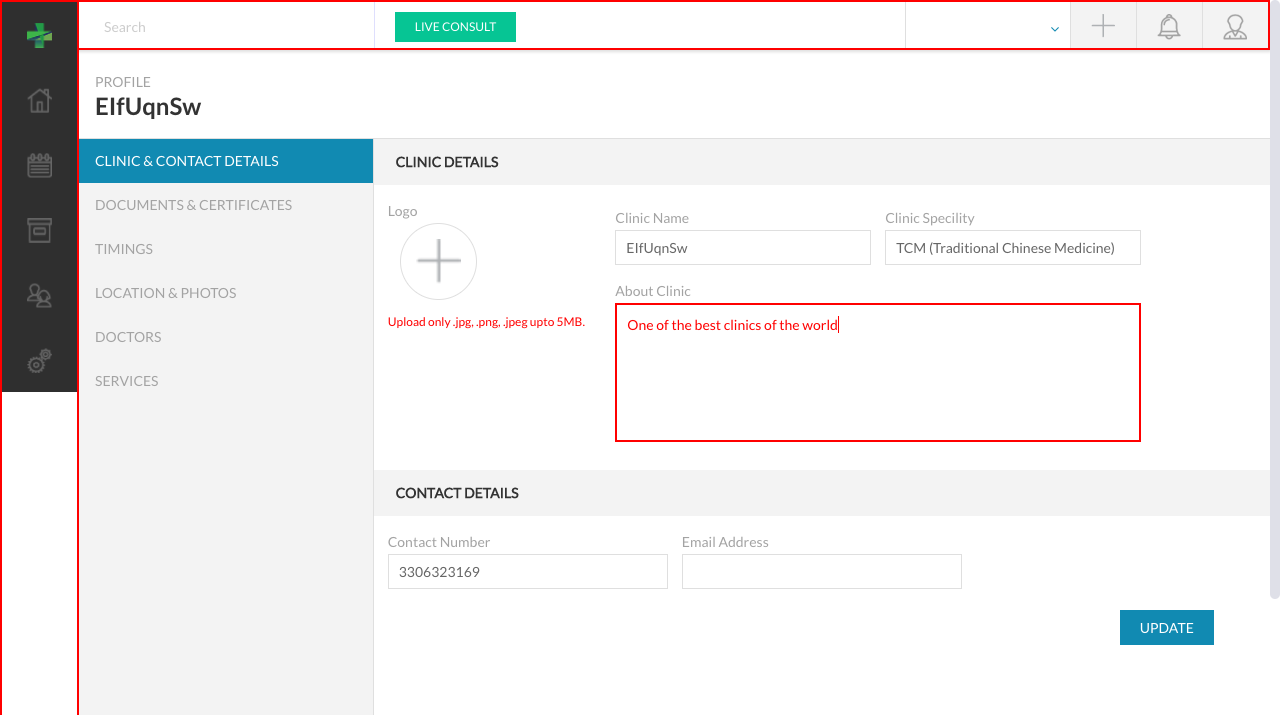 Search
LIVE CONSULT
PROFILE
EIfUqnSw
CLINIC & CONTACT DETAILS
DOCUMENTS & CERTIFICATES
TIMINGS
LOCATION & PHOTOS
DOCTORS
SERVICES
CLINIC DETAILS
Logo
Upload only .jpg, .png, .jpeg upto 5MB.
Clinic Name
EIfUqnSw
Clinic Specility
TCM (Traditional Chinese Medicine)
About Clinic
One of the best clinics of the world
CONTACT DETAILS
Contact Number
3306323169
Email Address
UPDATE